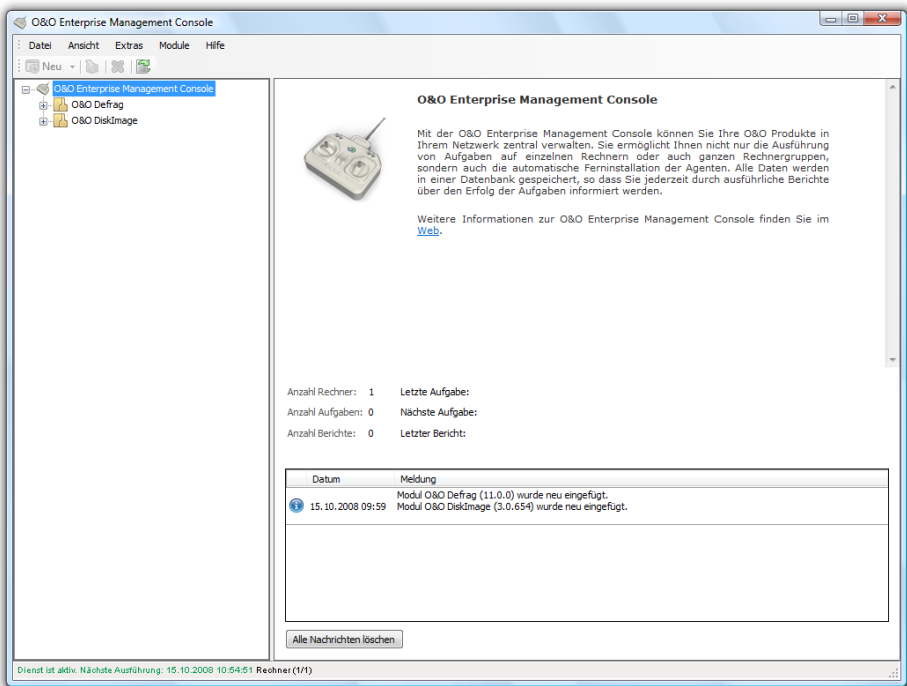 O&O Enterprise Management Console
Datei Ansicht Extras Module Hilfe
Neu
O&O Enterprise Management Console
O&O Defrag
O&O DiskImage
O&O Enterprise Management Console
Mit der O&O Enterprise Management Console können Sie Ihre O&O Produkte in
Ihrem Netzwerk zentral verwalten. Sie ermöglicht Ihnen nicht nur die Ausführung
von Aufgaben auf einzelnen Rechnern oder auch ganzen Rechnergruppen,
sondern auch die automatische Ferninstallation der Agenten. Alle Daten werden
in einer Datenbank gespeichert, so dass Sie jederzeit durch ausführliche Berichte
über den Erfolg der Aufgaben informiert werden.
Weitere Informationen zur O&O Enterprise Management Console finden Sie im
Web.
Anzahl Rechner: 1 Letzte Aufgabe:
Anzahl Aufgaben: 0 Nächste Aufgabe:
Anzahl Berichte: 0 Letzter Bericht:
Datum Meldung
Modul O&O Defrag (11.0.0) wurde neu eingefügt.
15.10.2008 09:59 Modul O&O DiskImage (3.0.654) wurde neu eingefügt.
Alle Nachrichten löschen
Dienst ist aktiv. Nächste Ausführung: 15.10.2008 10:54:51 Rechner (1/1)